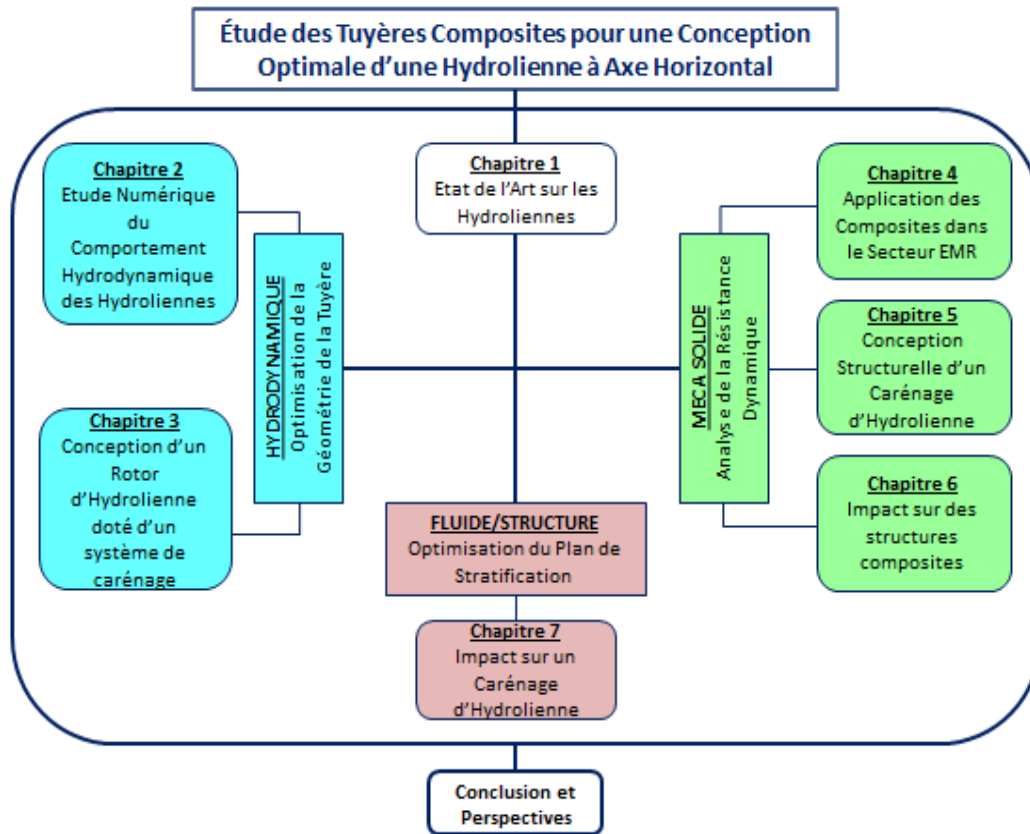 Étude des Tuyères Composites pour une Conception
Optimale d'une Hydrolienne à Axe Horizontal
Chapitre 1
Etat de l'Art sur les
Hydroliennes
Chapitre 2
Etude Numérique
du
Comportement
Hydrodynamique
des Hydroliennes
Chapitre 3
Conception d'un
Rotor
d'Hydrolienne
doté d'un
système de
carénage
HYDRODYNAMIQUE
Optimisation de la
Géométrie de la Tuyère
MECA SOLIDE
Analyse de la Résistance
Dynamique
Chapitre 4
Application des
Composites dans
le Secteur EMR
Chapitre 5
Conception
Structurelle d'un
Carénage
d'Hydrolienne
Chapitre 6
Impact sur des
structures
composites
FLUIDE/STRUCTURE
Optimisation du Plan de
Stratification
Chapitre 7
Impact sur un
Carénage
d'Hydrolienne
Conclusion et
Perspectives